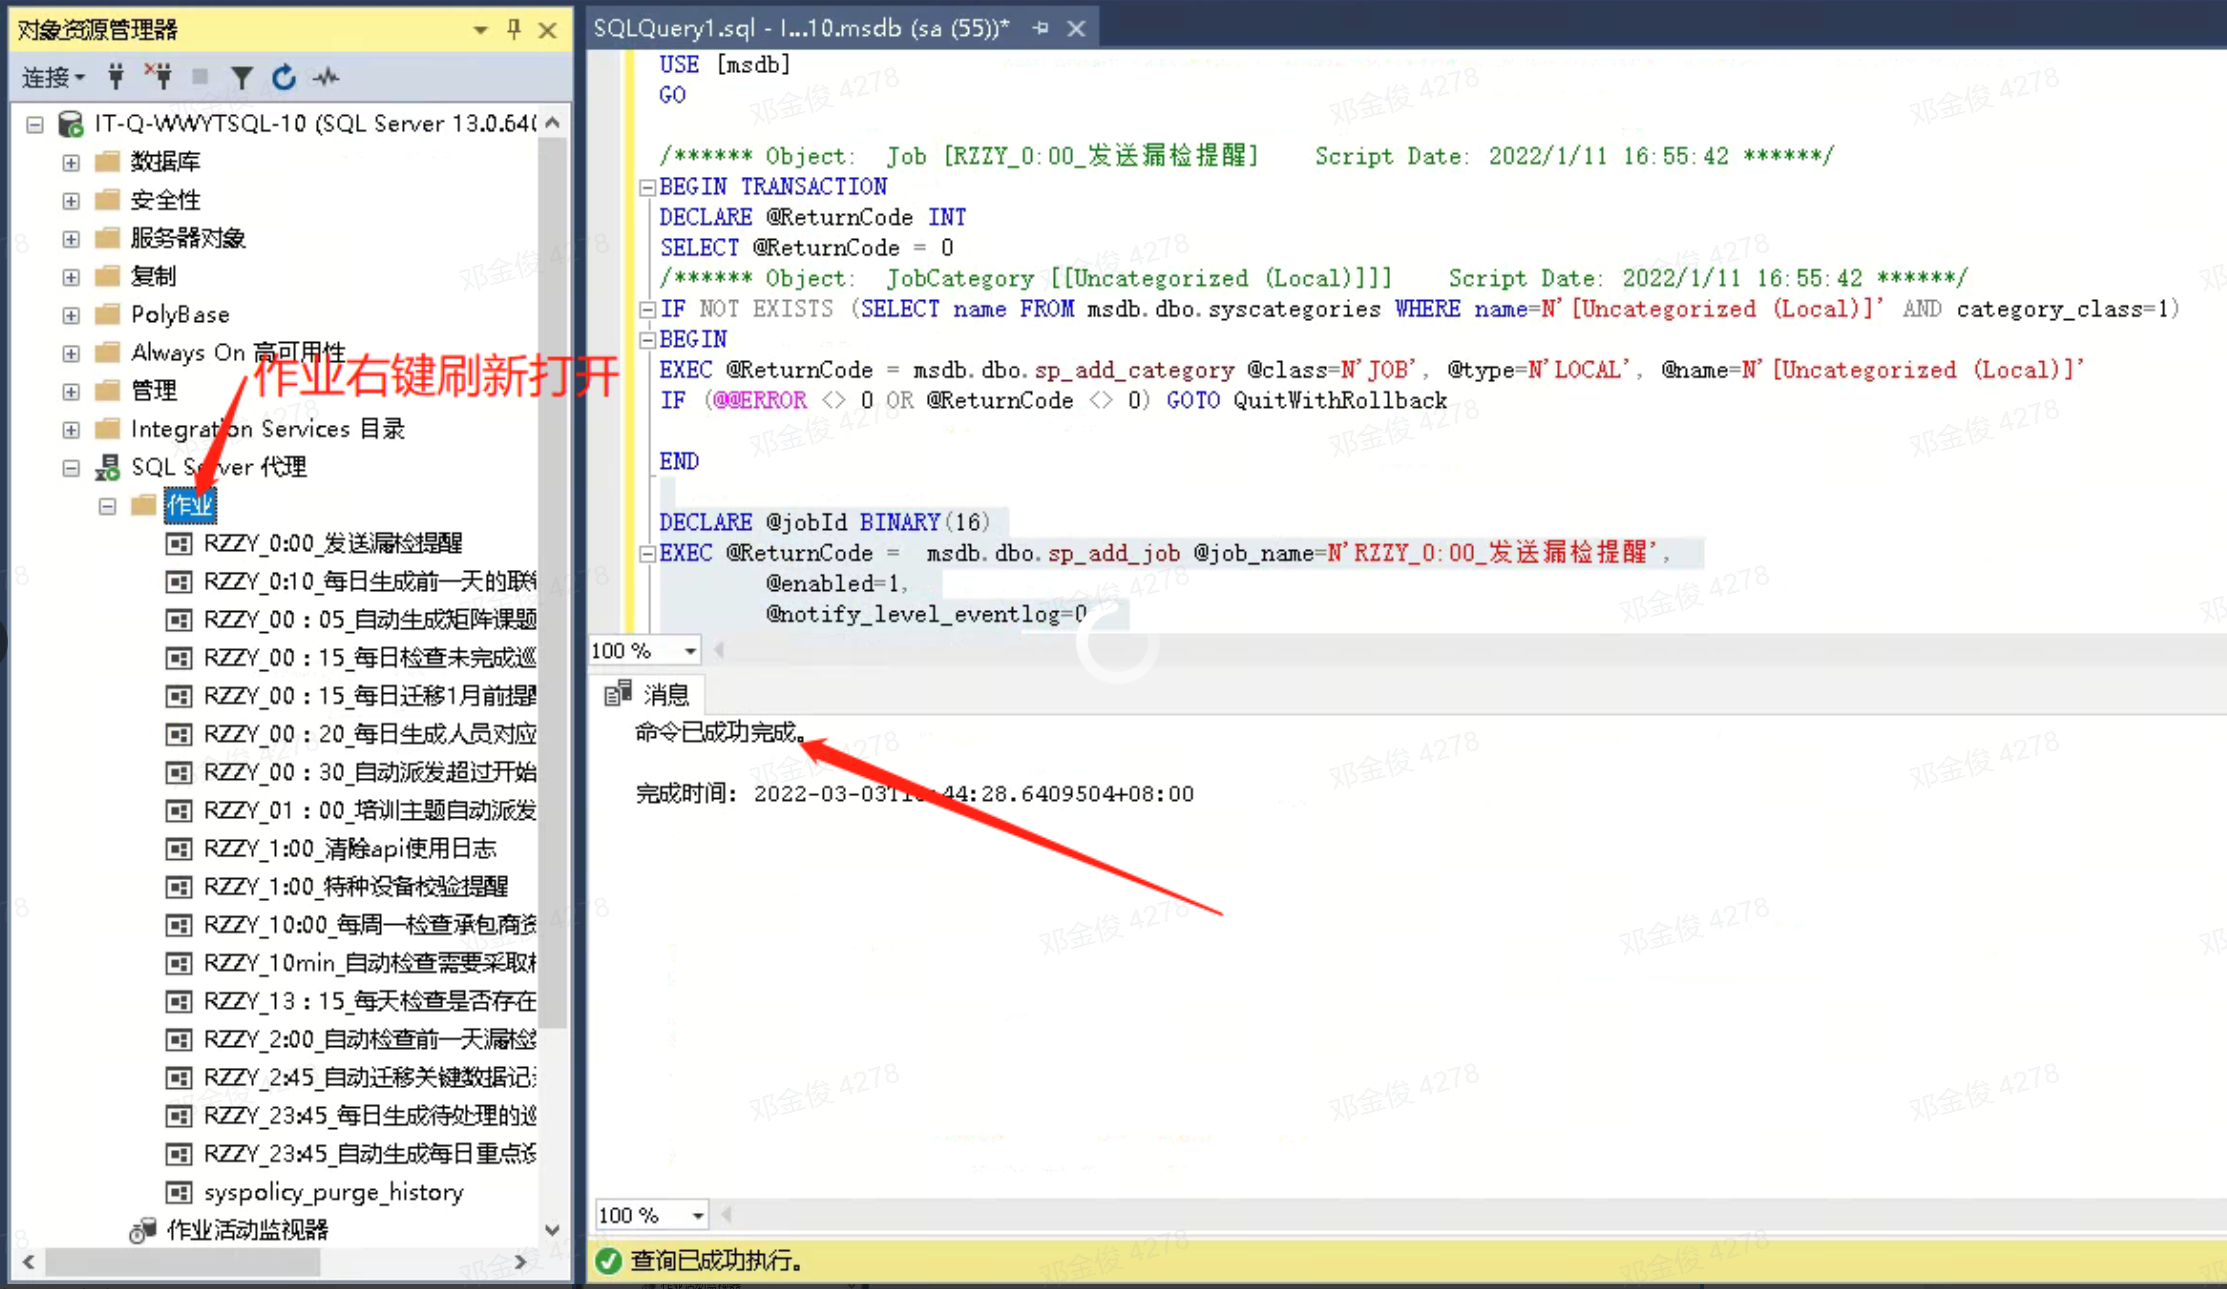 对象资源管理器
连接
IT-Q-WWYTSQL-10 (SQL Server 13.0.640
数据库
安全性
服务器对象
复制
PolyBase
Always On 高可用性
管理
Integration Services 目录
SQL Server 代理
作业
RZZY_0:00_发送漏检提醒
RZZY_0:10_每日生成前一天的联
RZZY_00：05_自动生成矩阵课题
RZZY_00：15_每日检查未完成巡
RZZY_00：15_每日迁移1月前提醒
RZZY_00：20_每日生成人员对应
RZZY_00：30_自动派发超过开始
RZZY_01：00_培训主题自动派发
RZZY_1:00_清除api使用日志
RZZY_1:00_特种设备校验提醒
RZZY_10:00_每周一检查承包商资
RZZY_10min_自动检查需要采取
RZZY_13：15_每天检查是否存在
RZZY_2:00_自动检查前一天漏检
RZZY_2:45_自动迁移关键数据记
RZZY_23:45_每日生成待处理的巡
RZZY_23:45_自动生成每日重点设
syspolicy_purge_history
作业活动监视器
作业右键刷新打开
SQLQuery1.sql - l...10.msdb (sa (55))*
USE [msdb]
GO
/****** Object:  Job [RZZY_0:00_发送漏检提醒]    Script Date: 2022/1/11 16:55:42 ******/
BEGIN TRANSACTION
DECLARE @ReturnCode INT
SELECT @ReturnCode = 0
/****** Object:  JobCategory [[Uncategorized (Local)]]]    Script Date: 2022/1/11 16:55:42 ******/
IF NOT EXISTS (SELECT name FROM msdb.dbo.syscategories WHERE name=N'[Uncategorized (Local)]' AND category_class=1)
BEGIN
EXEC @ReturnCode = msdb.dbo.sp_add_category @class=N'JOB', @type=N'LOCAL', @name=N'[Uncategorized (Local)]'
IF (@@ERROR <> 0 OR @ReturnCode <> 0) GOTO QuitWithRollback
END
DECLARE @jobId BINARY(16)
EXEC @ReturnCode =  msdb.dbo.sp_add_job @job_name=N'RZZY_0:00_发送漏检提醒',
@enabled=1,
@notify_level_eventlog=0
100 %
消息
命令已成功完成。
完成时间: 2022-03-03T1 :44:28.6409504+08:00
100 %
查询已成功执行。
邓金俊 4278